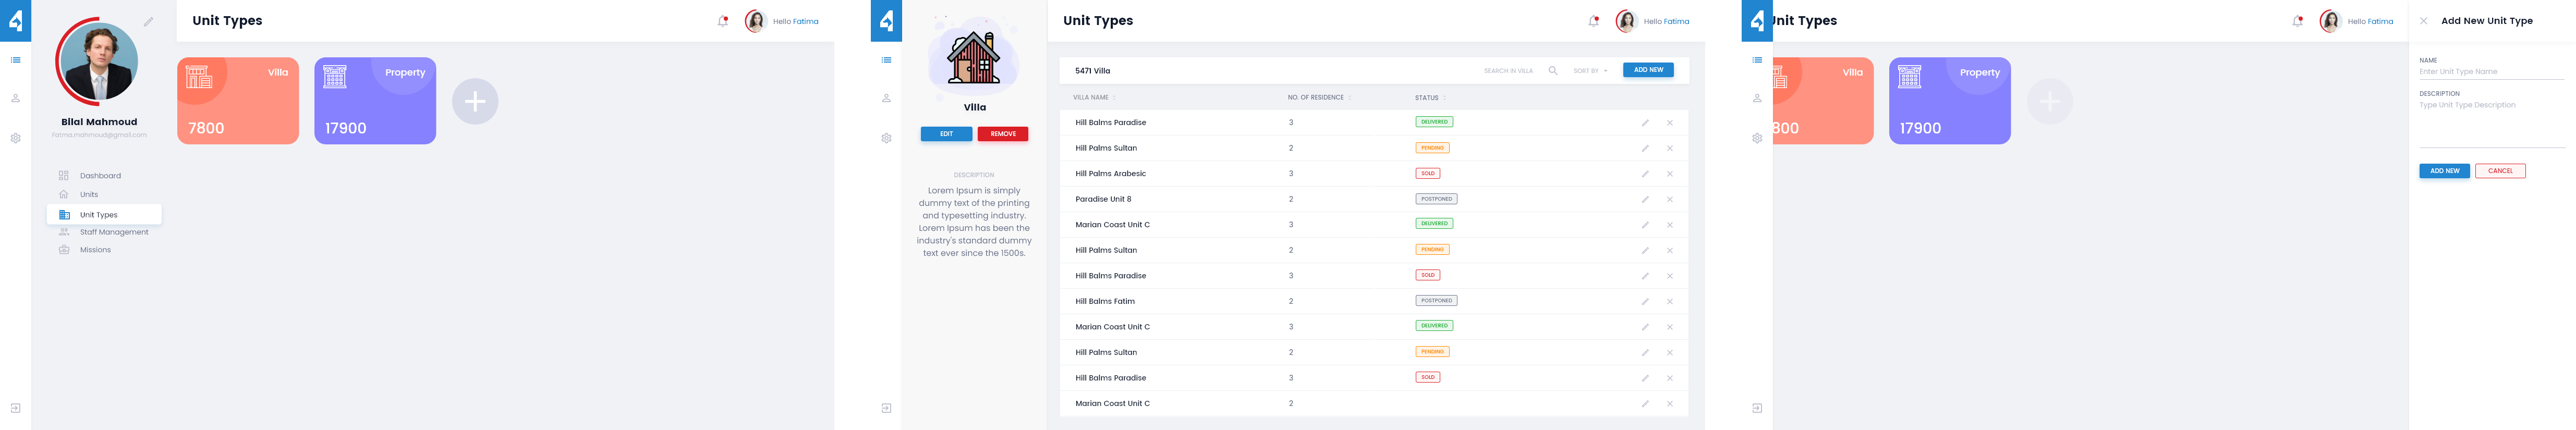 Bilal Mahmoud
Fatma.mahmoud@gmail.com
Dashboard
Units
Unit Types
Staff Management
Missions
Unit Types
Hello Fatima
Villa
7800
Property
17900
Villa
EDIT
REMOVE
DESCRIPTION
Lorem Ipsum is simply
dummy text of the printing
and typesetting industry.
Lorem Ipsum has been the
industry's standard dummy
text ever since the 1500s.
Unit Types
Hello Fatima
5471 Villa
SEARCH IN VILLA
SORT BY
ADD NEW
VILLA NAME NO. OF RESIDENCE STATUS
Hill Balms Paradise 3 DELIVERED
Hill Palms Sultan 2 PENDING
Hill Palms Arabesic 3 SOLD
Paradise Unit 8 2 POSTPONED
Marian Coast Unit C 3 DELIVERED
Hill Palms Sultan 2 PENDING
Hill Balms Paradise 3 SOLD
Hill Balms Fatim 2 POSTPONED
Marian Coast Unit C 3 DELIVERED
Hill Palms Sultan 2 PENDING
Hill Balms Paradise 3 SOLD
Marian Coast Unit C 2
Unit Types
Hello Fatima
Villa
800
Property
17900
Add New Unit Type
NAME
Enter Unit Type Name
DESCRIPTION
Type Unit Type Description
ADD NEW
CANCEL